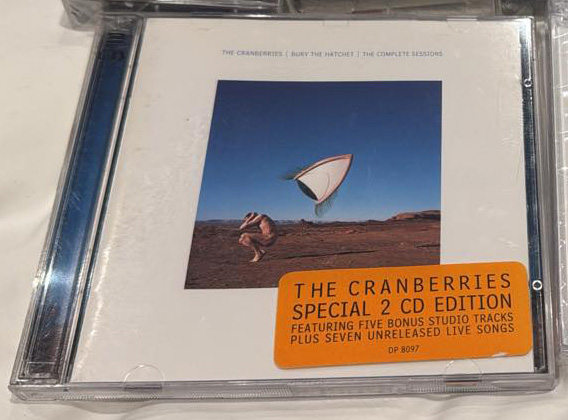 THE CRANBERRIES | BURY THE HATCHET | THE COMPLETE SESSIONS
THE CRANBERRIES
SPECIAL 2 CD EDITION
FEATURING FIVE BONUS STUDIO TRACKS
PLUS SEVEN UNRELEASED LIVE SONGS
DP 8097